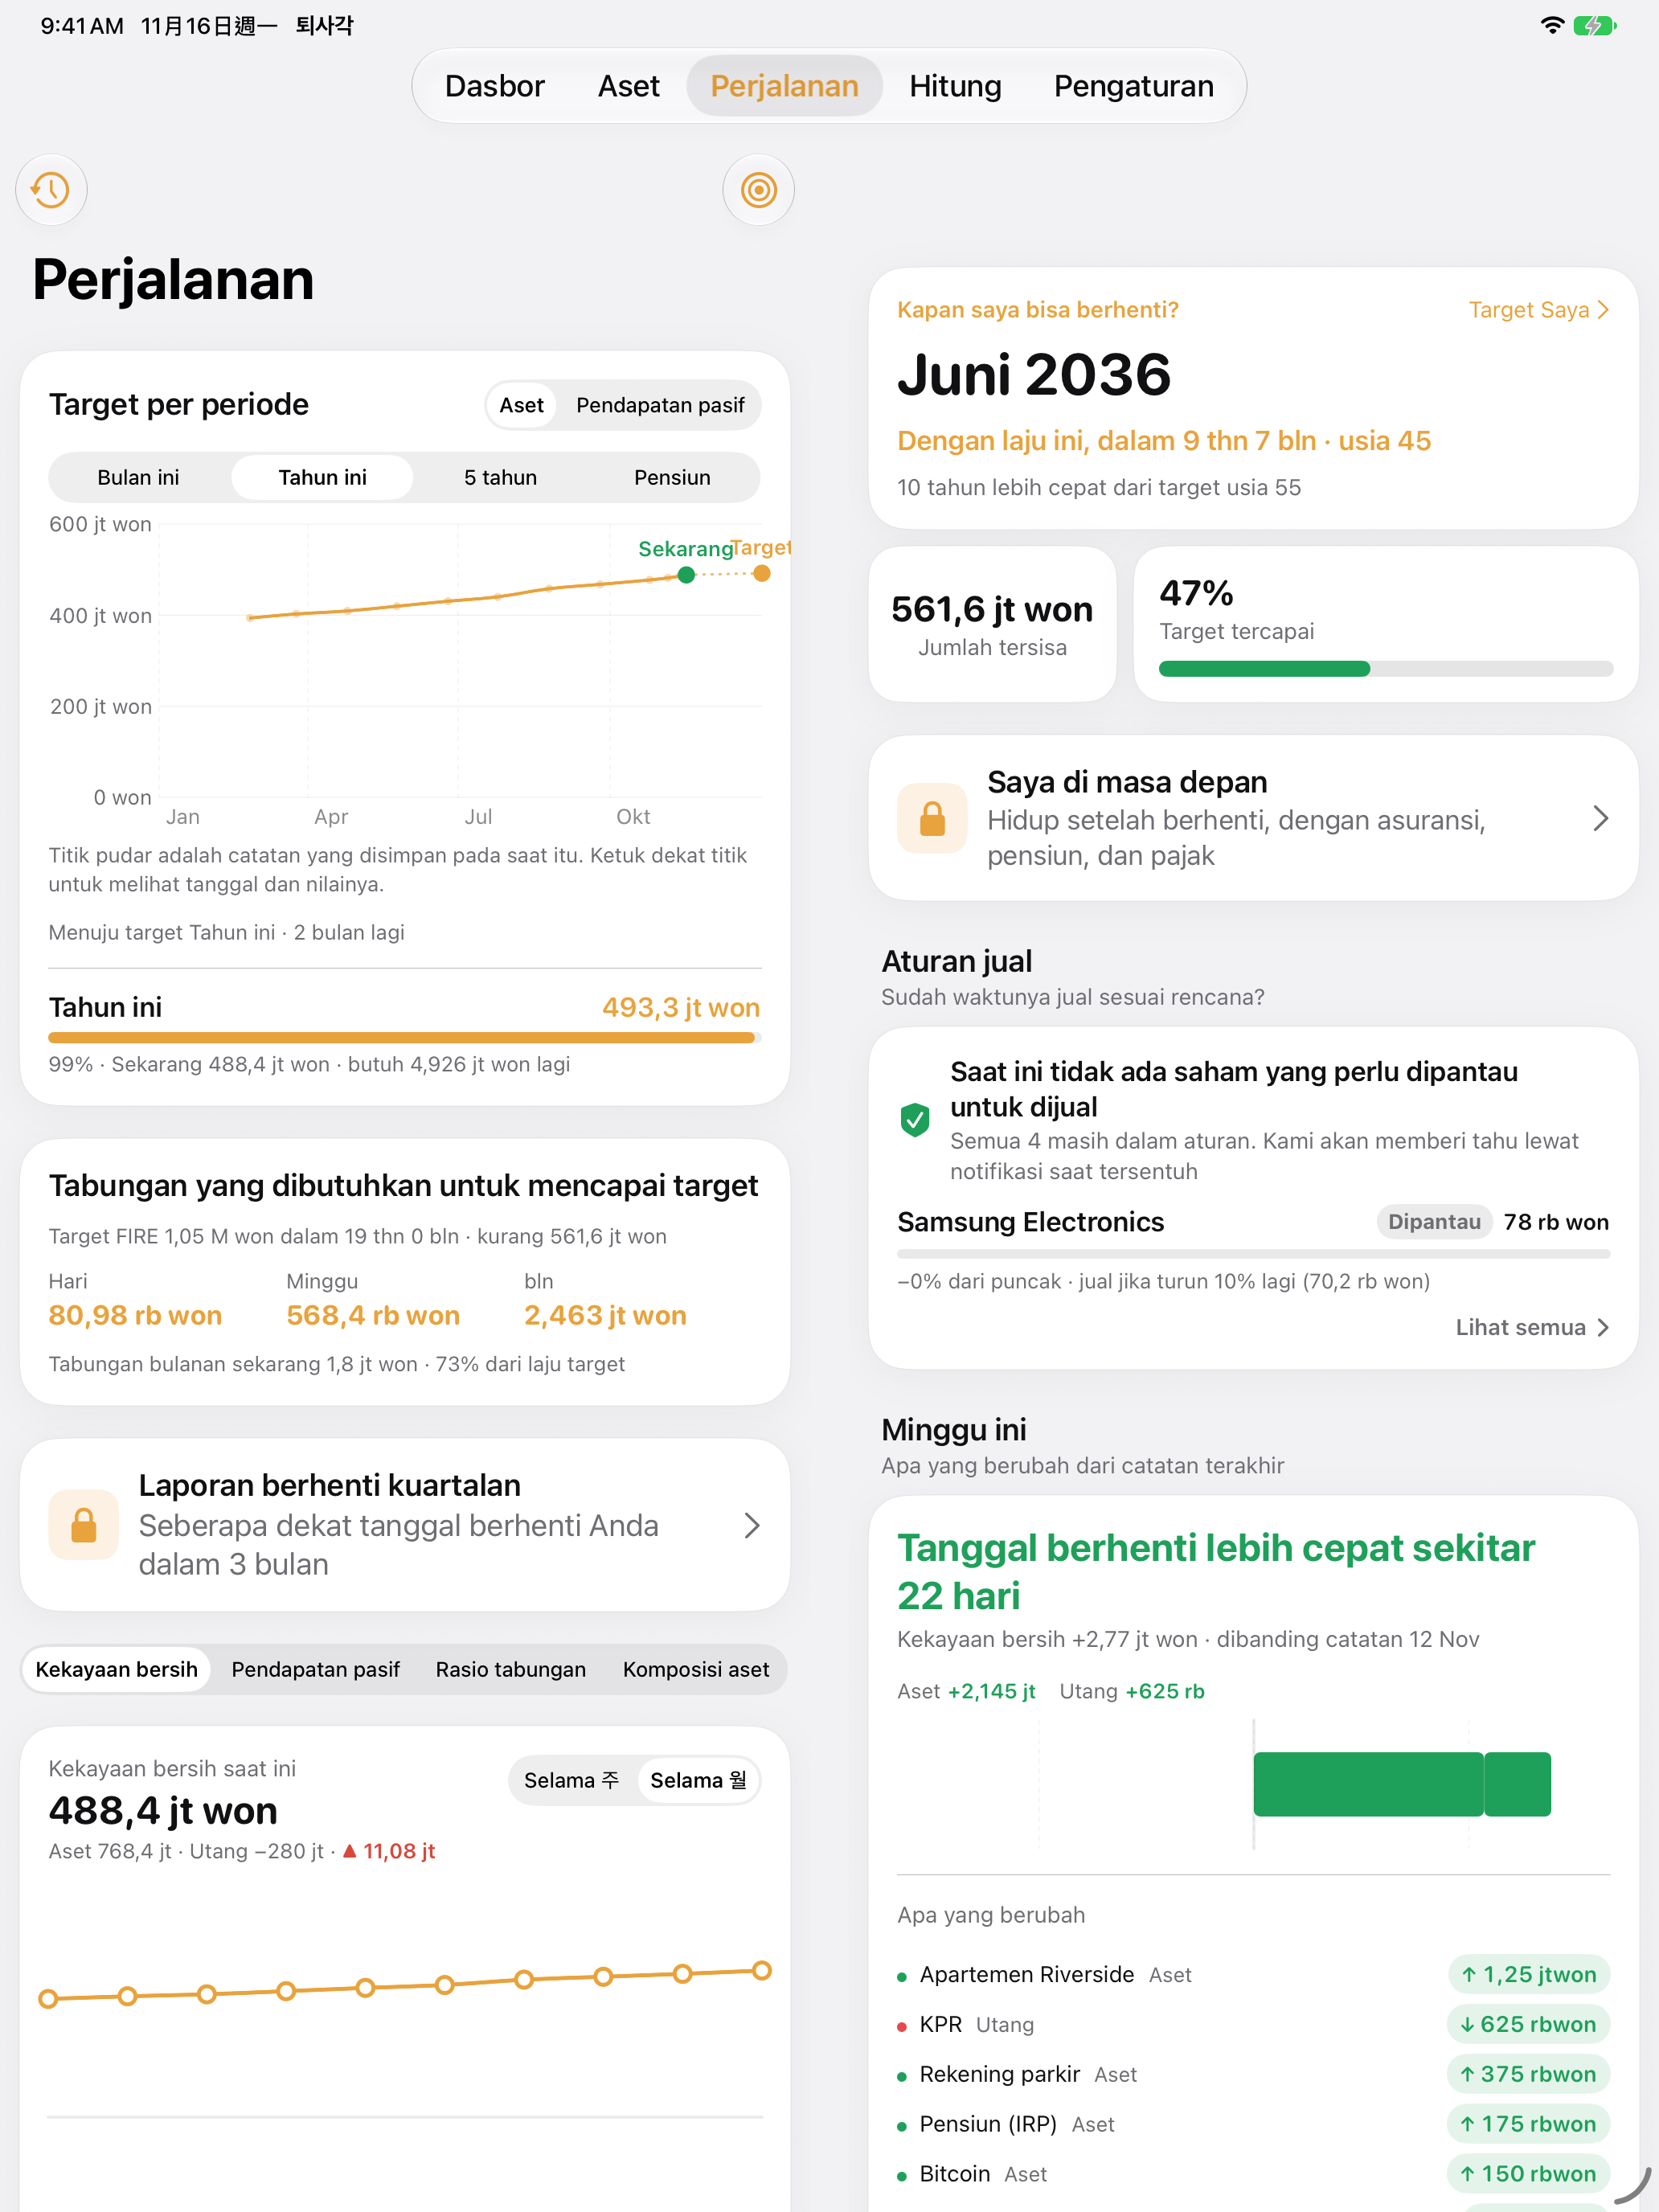 9:41 AM 11月16日週一 퇴사각
Dasbor Aset Perjalanan Hitung Pengaturan
Perjalanan
Target per periode
Aset Pendapatan pasif
Bulan ini Tahun ini 5 tahun Pensiun
600 jt won
400 jt won
200 jt won
0 won
Sekarang
Target
Jan Apr Jul Okt
Titik pudar adalah catatan yang disimpan pada saat itu. Ketuk dekat titik
untuk melihat tanggal dan nilainya.
Menuju target Tahun ini · 2 bulan lagi
Tahun ini 493,3 jt won
99% · Sekarang 488,4 jt won · butuh 4,926 jt won lagi
Tabungan yang dibutuhkan untuk mencapai target
Target FIRE 1,05 M won dalam 19 thn 0 bln · kurang 561,6 jt won
Hari Minggu bln
80,98 rb won 568,4 rb won 2,463 jt won
Tabungan bulanan sekarang 1,8 jt won · 73% dari laju target
Laporan berhenti kuartalan
Seberapa dekat tanggal berhenti Anda
dalam 3 bulan
Kekayaan bersih Pendapatan pasif Rasio tabungan Komposisi aset
Kekayaan bersih saat ini
Selama 주 Selama 월
488,4 jt won
Aset 768,4 jt · Utang −280 jt · ▲ 11,08 jt
Kapan saya bisa berhenti? Target Saya
Juni 2036
Dengan laju ini, dalam 9 thn 7 bln · usia 45
10 tahun lebih cepat dari target usia 55
561,6 jt won
Jumlah tersisa
47%
Target tercapai
Saya di masa depan
Hidup setelah berhenti, dengan asuransi,
pensiun, dan pajak
Aturan jual
Sudah waktunya jual sesuai rencana?
Saat ini tidak ada saham yang perlu dipantau
untuk dijual
Semua 4 masih dalam aturan. Kami akan memberi tahu lewat
notifikasi saat tersentuh
Samsung Electronics Dipantau 78 rb won
−0% dari puncak · jual jika turun 10% lagi (70,2 rb won)
Lihat semua
Minggu ini
Apa yang berubah dari catatan terakhir
Tanggal berhenti lebih cepat sekitar
22 hari
Kekayaan bersih +2,77 jt won · dibanding catatan 12 Nov
Aset +2,145 jt Utang +625 rb
Apa yang berubah
Apartemen Riverside Aset ↑ 1,25 jtwon
KPR Utang ↓ 625 rbwon
Rekening parkir Aset ↑ 375 rbwon
Pensiun (IRP) Aset ↑ 175 rbwon
Bitcoin Aset ↑ 150 rbwon